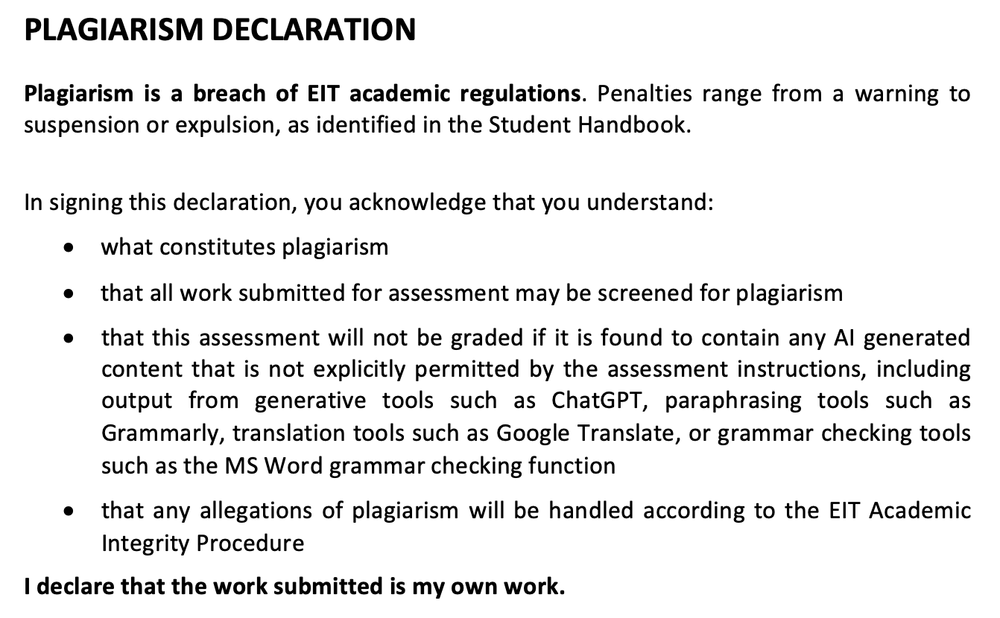 PLAGIARISM DECLARATION
Plagiarism is a breach of EIT academic regulations. Penalties range from a warning to
suspension or expulsion, as identified in the Student Handbook.
In signing this declaration, you acknowledge that you understand:
• what constitutes plagiarism
• that all work submitted for assessment may be screened for plagiarism
• that this assessment will not be graded if it is found to contain any AI generated
content that is not explicitly permitted by the assessment instructions, including
output from generative tools such as ChatGPT, paraphrasing tools such as
Grammarly, translation tools such as Google Translate, or grammar checking tools
such as the MS Word grammar checking function
• that any allegations of plagiarism will be handled according to the EIT Academic
Integrity Procedure
I declare that the work submitted is my own work.